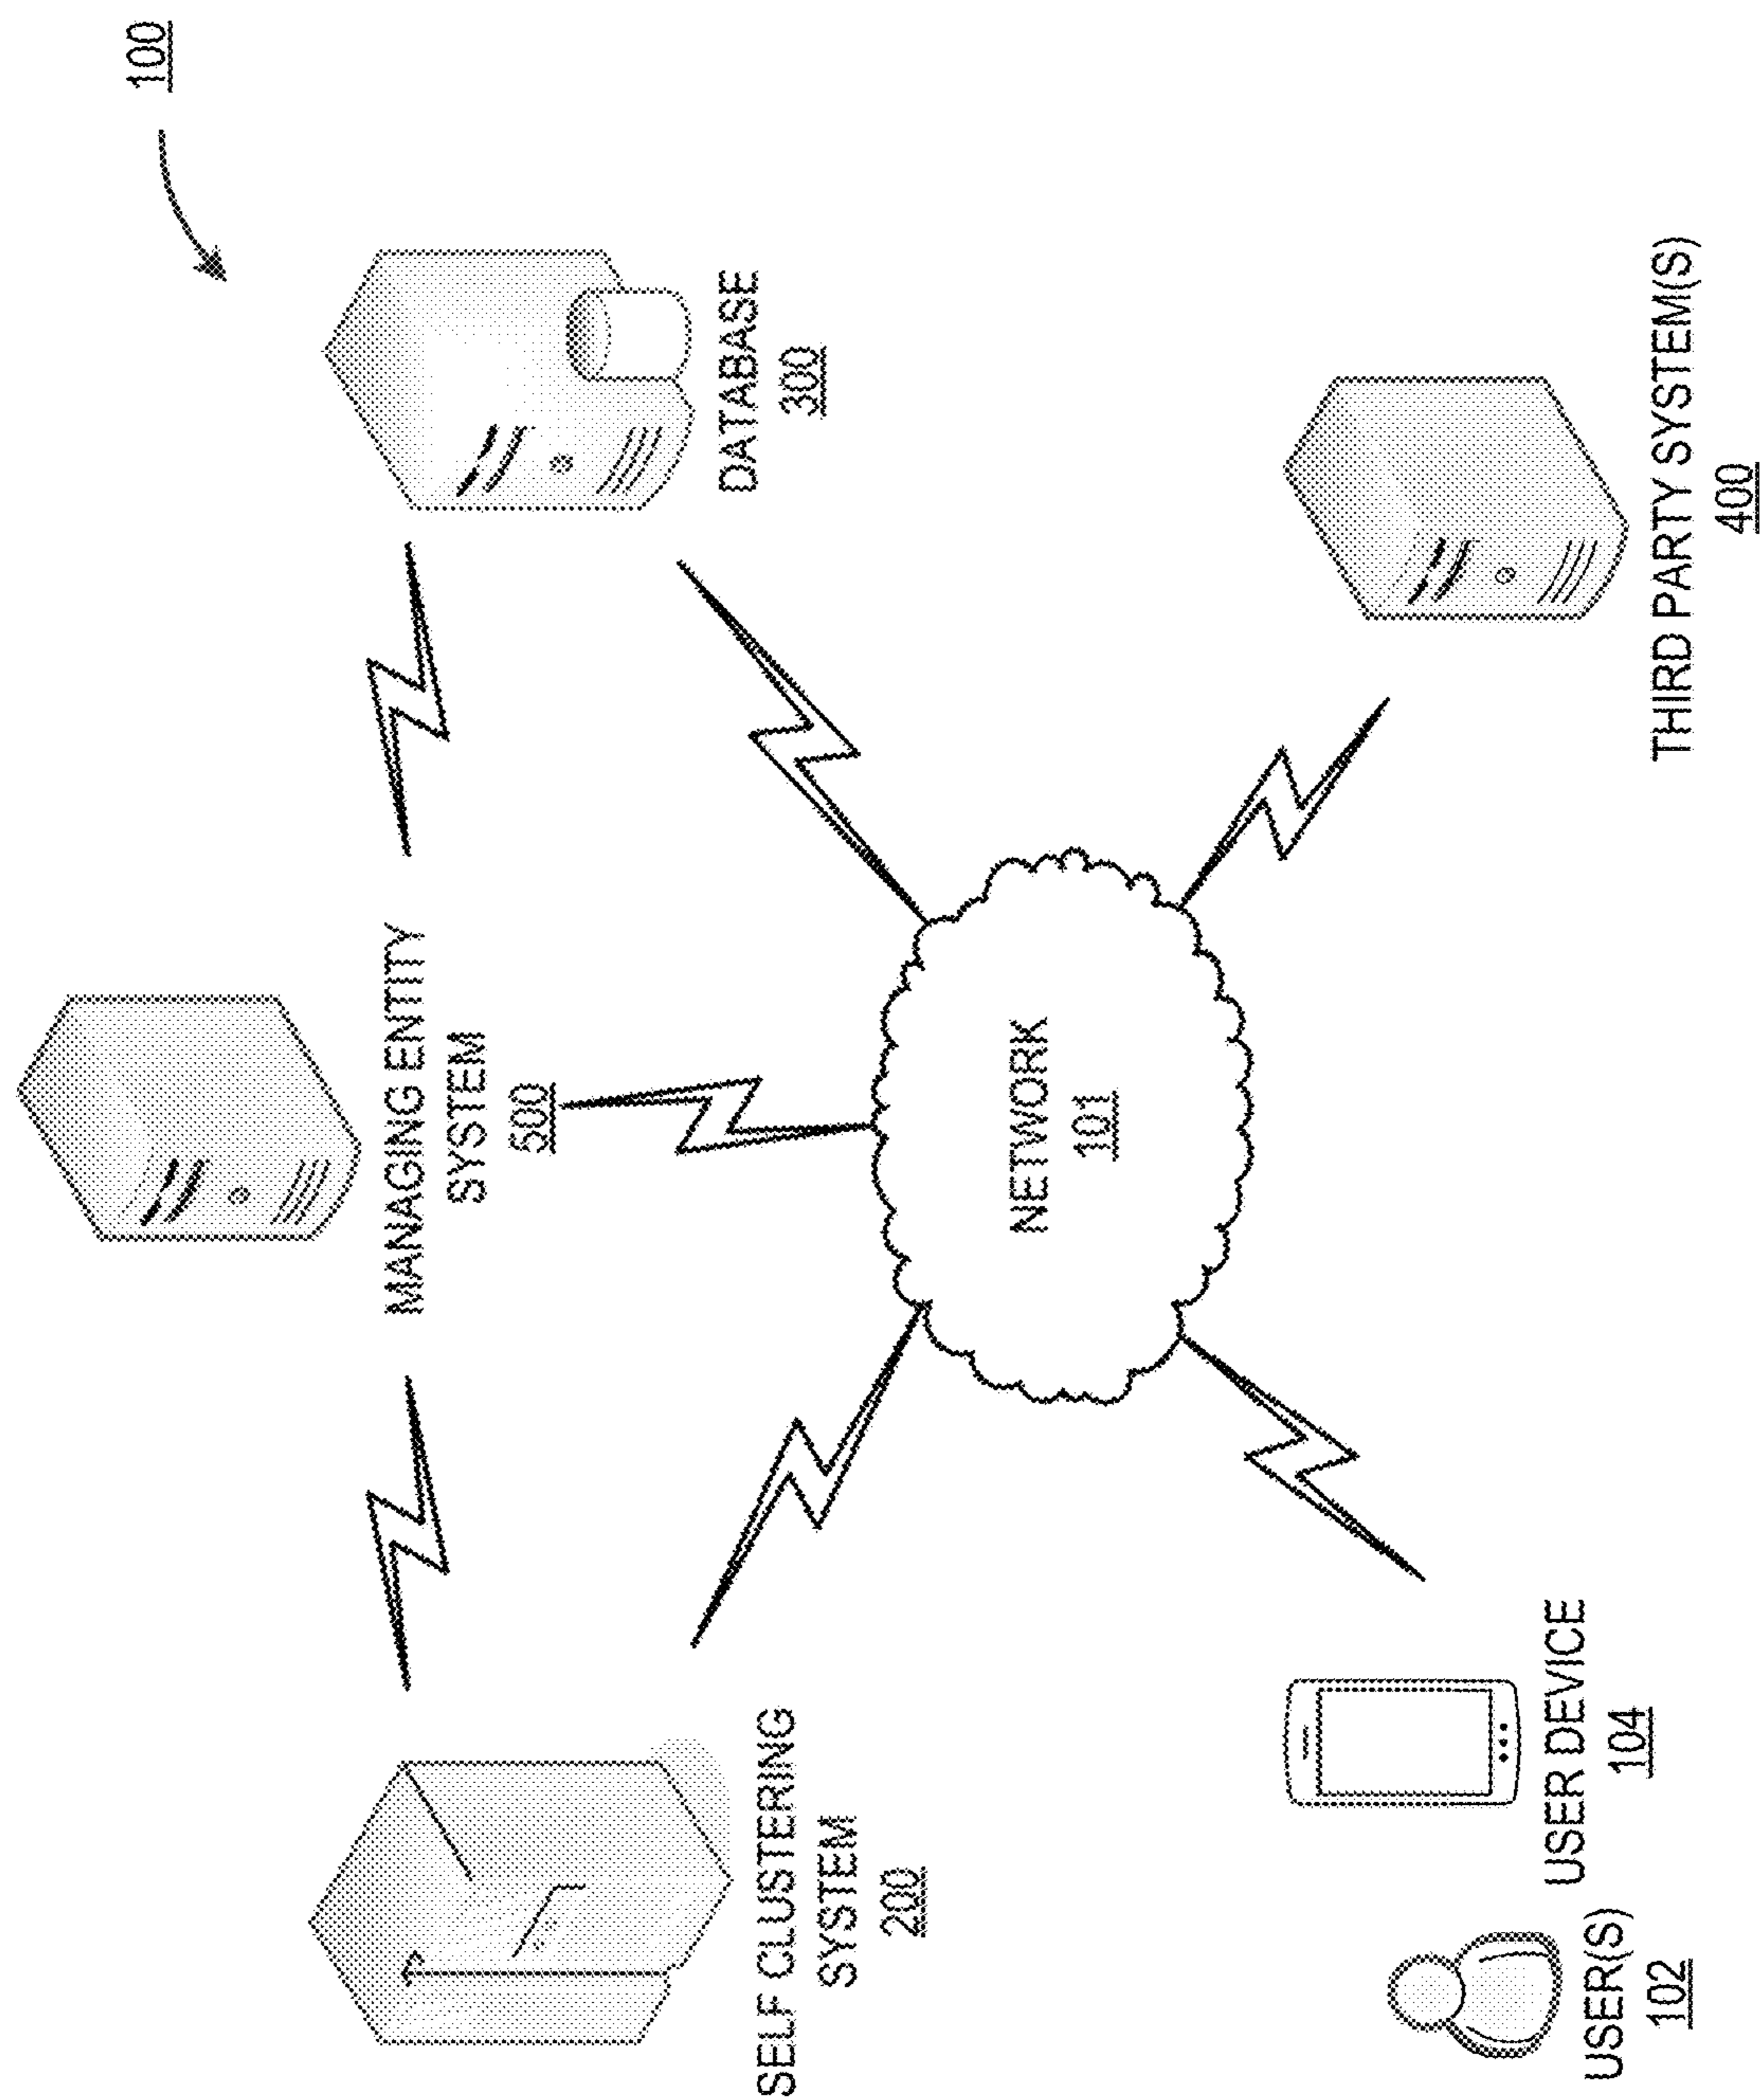 100
MANAGING ENTITY
SYSTEM
500
SELF CLUSTERING
SYSTEM
200
DATABASE
300
NETWORK
101
USER(S)
102
USER DEVICE
104
THIRD PARTY SYSTEM(S)
400